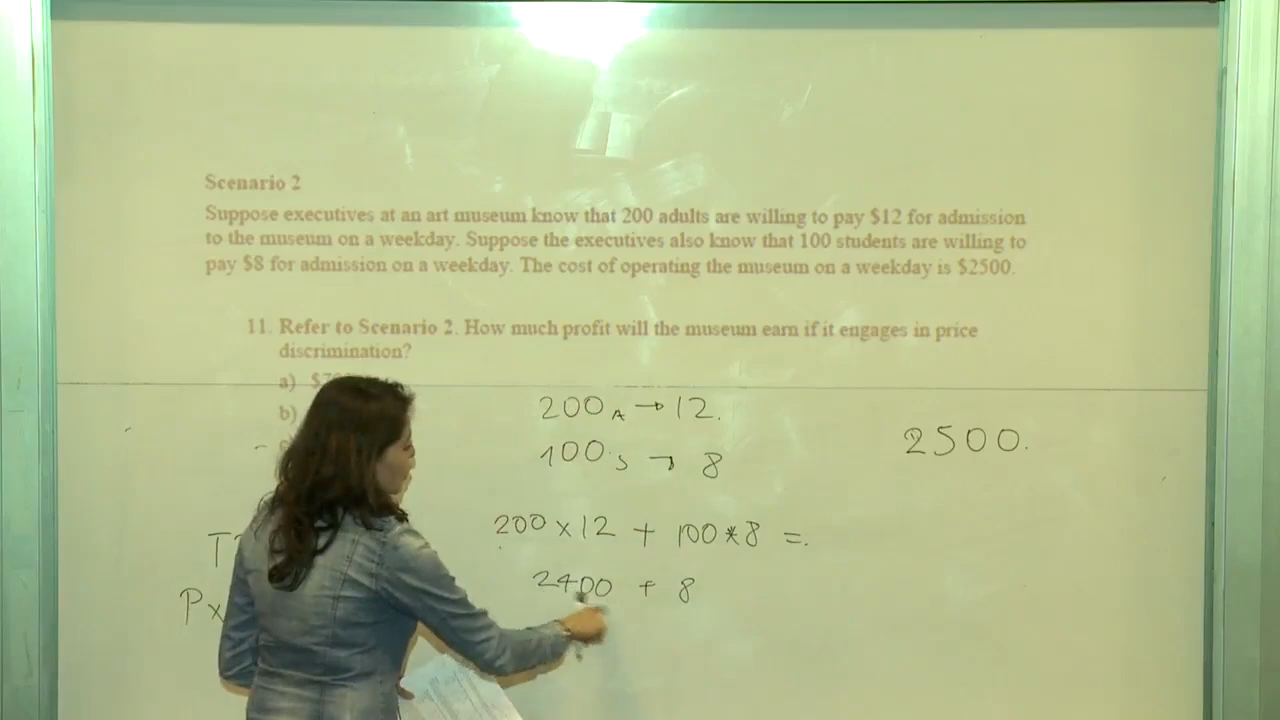 Scenario 2
Suppose executives at an art museum know that 200 adults are willing to pay $12 for admission
to the museum on a weekday. Suppose the executives also know that 100 students are willing to
pay $8 for admission on a weekday. The cost of operating the museum on a weekday is $2500.
11. Refer to Scenario 2. How much profit will the museum earn if it engages in price
discrimination?
a)
b)
200 A → 12.
100 s → 8
2500.
200 x 12 + 100 * 8 =
2400 + 8
P x